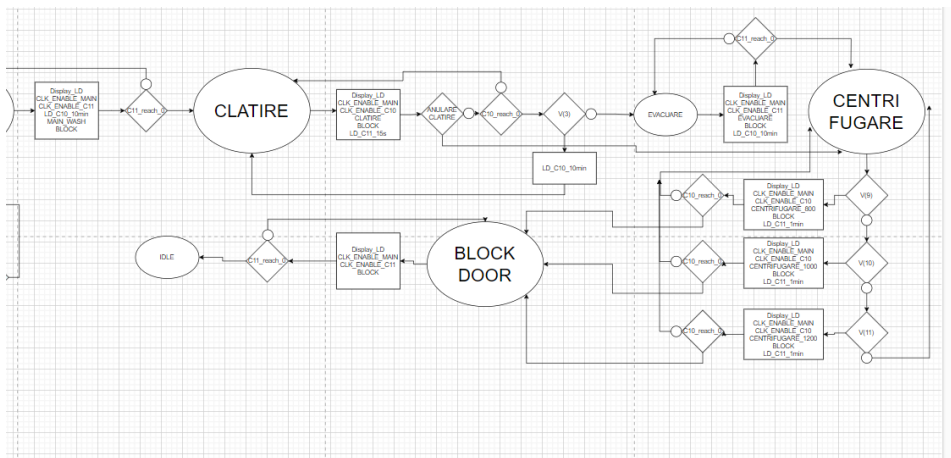 Display_LD
CLK_ENABLE_MAIN
CLK_ENABLE_C11
LD_C10_10min
MAIN_WASH
BLOCK
C11_reach_0
CLATIRE
Display_LD
CLK_ENABLE_MAIN
CLK_ENABLE_C10
CLATIRE
BLOCK
LD_C11_15s
ANULARE
CLATIRE
C10_reach_0
V(3)
LD_C10_10min
EVACUARE
C11_reach_0
Display_LD
CLK_ENABLE_MAIN
CLK_ENABLE_C11
EVACUARE
BLOCK
LD_C10_10min
CENTRI
FUGARE
V(9)
Display_LD
CLK_ENABLE_MAIN
CLK_ENABLE_C10
CENTRIFUGARE_800
BLOCK
LD_C11_1min
C10_reach_0
V(10)
Display_LD
CLK_ENABLE_MAIN
CLK_ENABLE_C10
CENTRIFUGARE_1000
BLOCK
LD_C11_1min
C10_reach_0
V(11)
Display_LD
CLK_ENABLE_MAIN
CLK_ENABLE_C10
CENTRIFUGARE_1200
BLOCK
LD_C11_1min
C10_reach_0
BLOCK
DOOR
Display_LD
CLK_ENABLE_MAIN
CLK_ENABLE_C11
BLOCK
C11_reach_0
IDLE